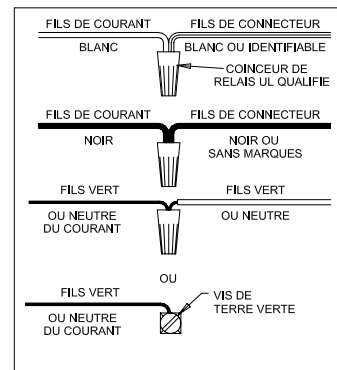 FILS DE COURANT FILS DE CONNECTEUR
BLANC BLANC OU IDENTIFIABLE
COINCEUR DE
RELAIS UL QUALIFIE
FILS DE COURANT FILS DE CONNECTEUR
NOIR NOIR OU
SANS MARQUES
FILS VERT FILS VERT
OU NEUTRE OU NEUTRE
DU COURANT
OU
FILS VERT VIS DE
TERRE VERTE
OU NEUTRE
DU COURANT